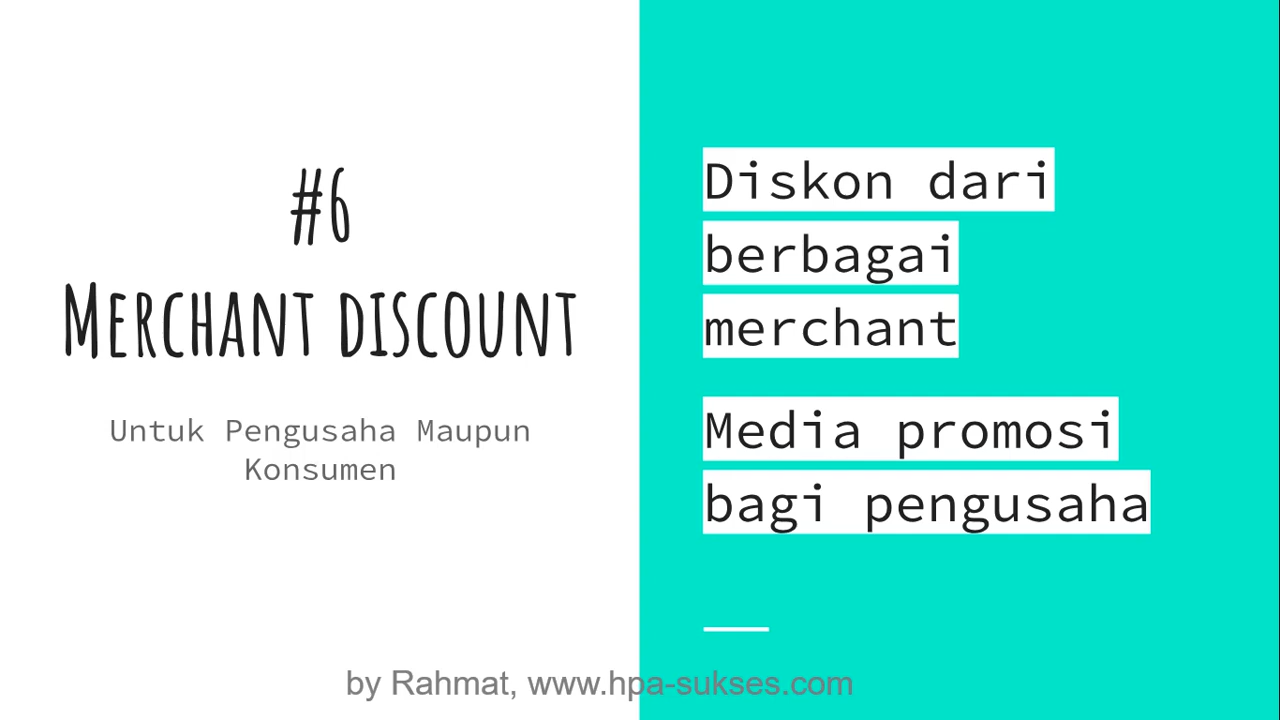 #6
MERCHANT DISCOUNT
Untuk Pengusaha Maupun
Konsumen
Diskon dari
berbagai
merchant
Media promosi
bagi pengusaha
by Rahmat, www.hpa-sukses.com